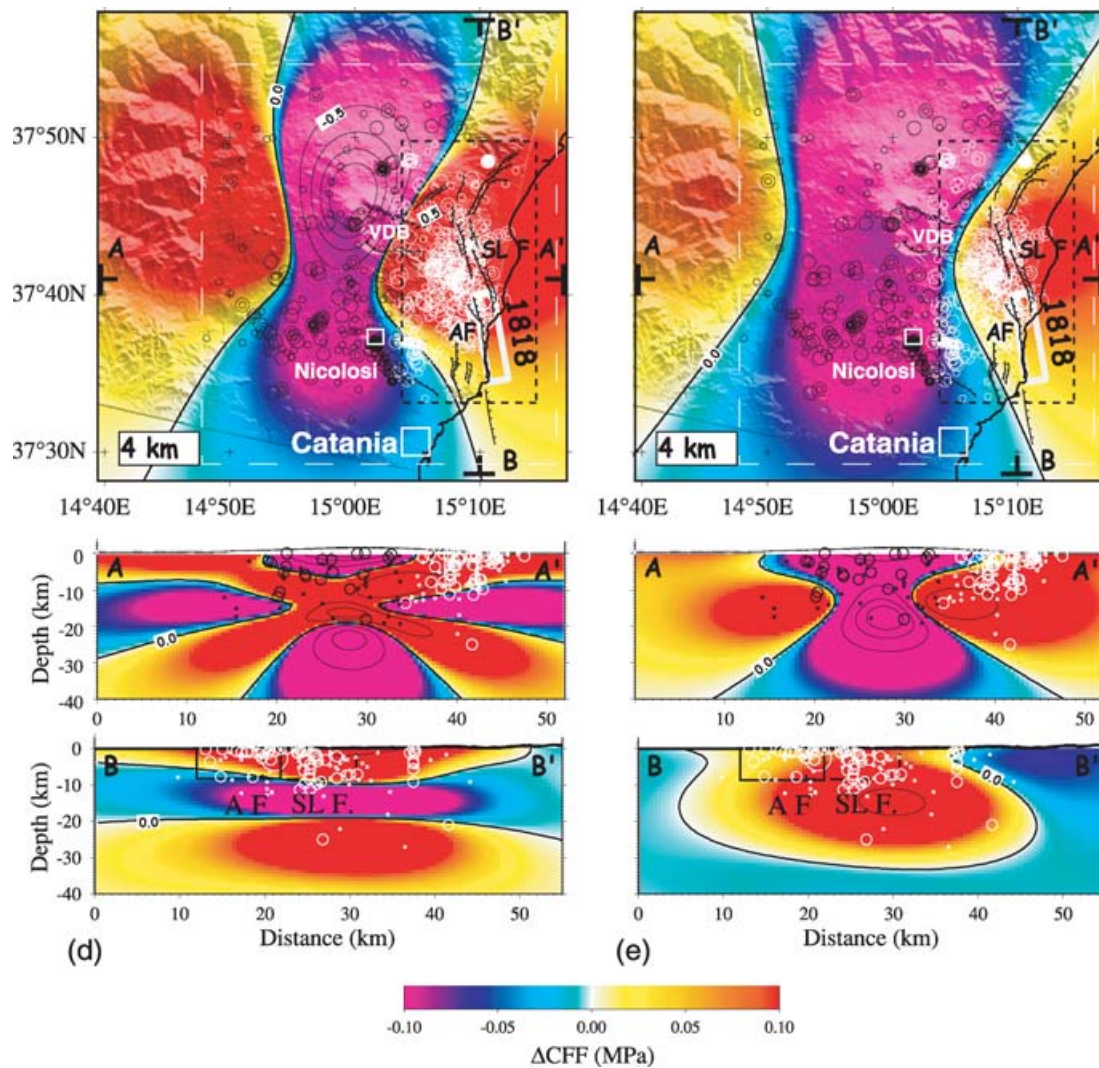 B' B'
37°50'N
0.0
-0.5
0.5
VDB VDB
A SL F A' A SL F A'
37°40'N
AF AF
1818 1818
0.0
Nicolosi Nicolosi
4 km Catania 4 km Catania
37°30'N
B B
14°40E 14°50E 15°00E 15°10E 14°40E 14°50E 15°00E 15°10E
0 A A' A A'
-10
-20
-30
-40
Depth (km)
0.0 0.0
0 10 20 30 40 50 0 10 20 30 40 50
0 B B' B B'
-10
-20
-30
-40
Depth (km)
A F SL F. A F SL F.
0.0 0.0
0 10 20 30 40 50 0 10 20 30 40 50
Distance (km) Distance (km)
(d) (e)
-0.10 -0.05 0.00 0.05 0.10
ΔCFF (MPa)